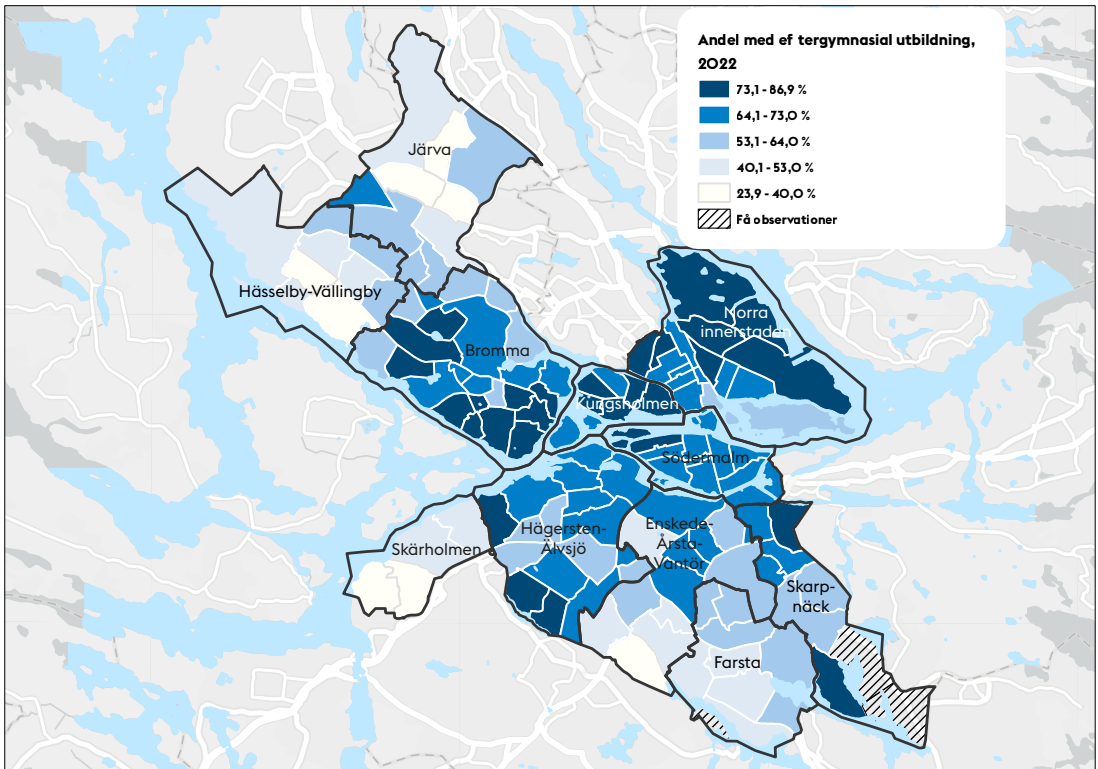 Andel med ef tergymnasial utbildning,
2022
73,1 - 86,9 %
64,1 - 73,0 %
53,1 - 64,0 %
40,1 - 53,0 %
23,9 - 40,0 %
Få observationer
Järva
Hässelby-Vällingby
Norra
innerstaden
Bromma
Kungsholmen
Södermalm
Hägersten-
Älvsjö
Enskede-
Årsta-
Vantör
Skärholmen
Skarp-
näck
Farsta